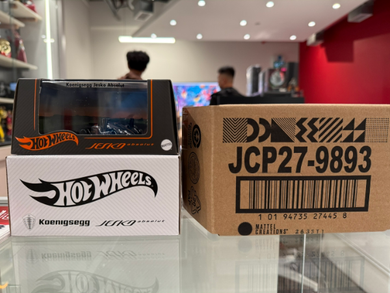 Koenigsegg Jesko Absolut
HOT WHEELS
JESKO ABSOLUT
HOT WHEELS
Koenigsegg JESKO ABSOLUT
JCP27-9893
1 01 94735 27445 8
MATTEL
CREATIONS